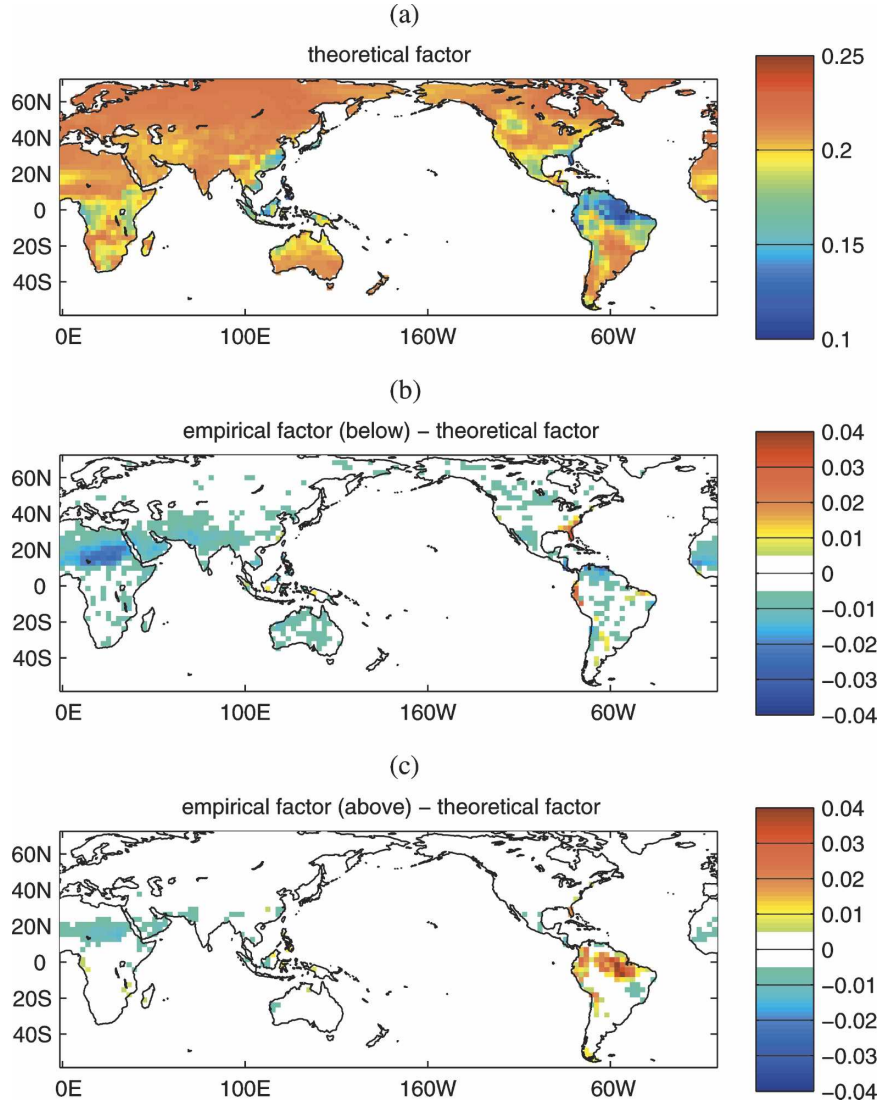 (a)
theoretical factor
60N
40N
20N
0
20S
40S
0E 100E 160W 60W
0.25
0.2
0.15
0.1
(b)
empirical factor (below) – theoretical factor
60N
40N
20N
0
20S
40S
0E 100E 160W 60W
0.04
0.03
0.02
0.01
0
−0.01
−0.02
−0.03
−0.04
(c)
empirical factor (above) – theoretical factor
60N
40N
20N
0
20S
40S
0E 100E 160W 60W
0.04
0.03
0.02
0.01
0
−0.01
−0.02
−0.03
−0.04